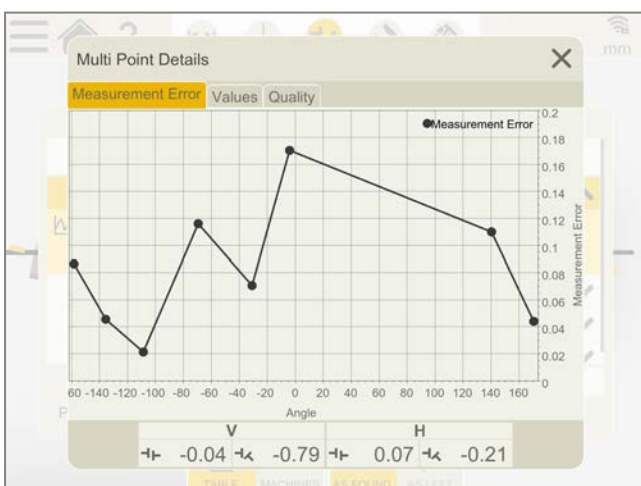 ?
mm
Multi Point Details
Measurement Error Values Quality
Measurement Error
0.2
0.18
0.16
0.14
0.12
0.1
0.08
0.06
0.04
0.02
0
Measurement Error
60 -140 -120 -100 -80 -60 -40 -20 0 20 40 60 80 100 120 140 160
Angle
P
V H
-0.04 -0.79 0.07 -0.21
TABLE MACHINES AS FOUND AS LEFT